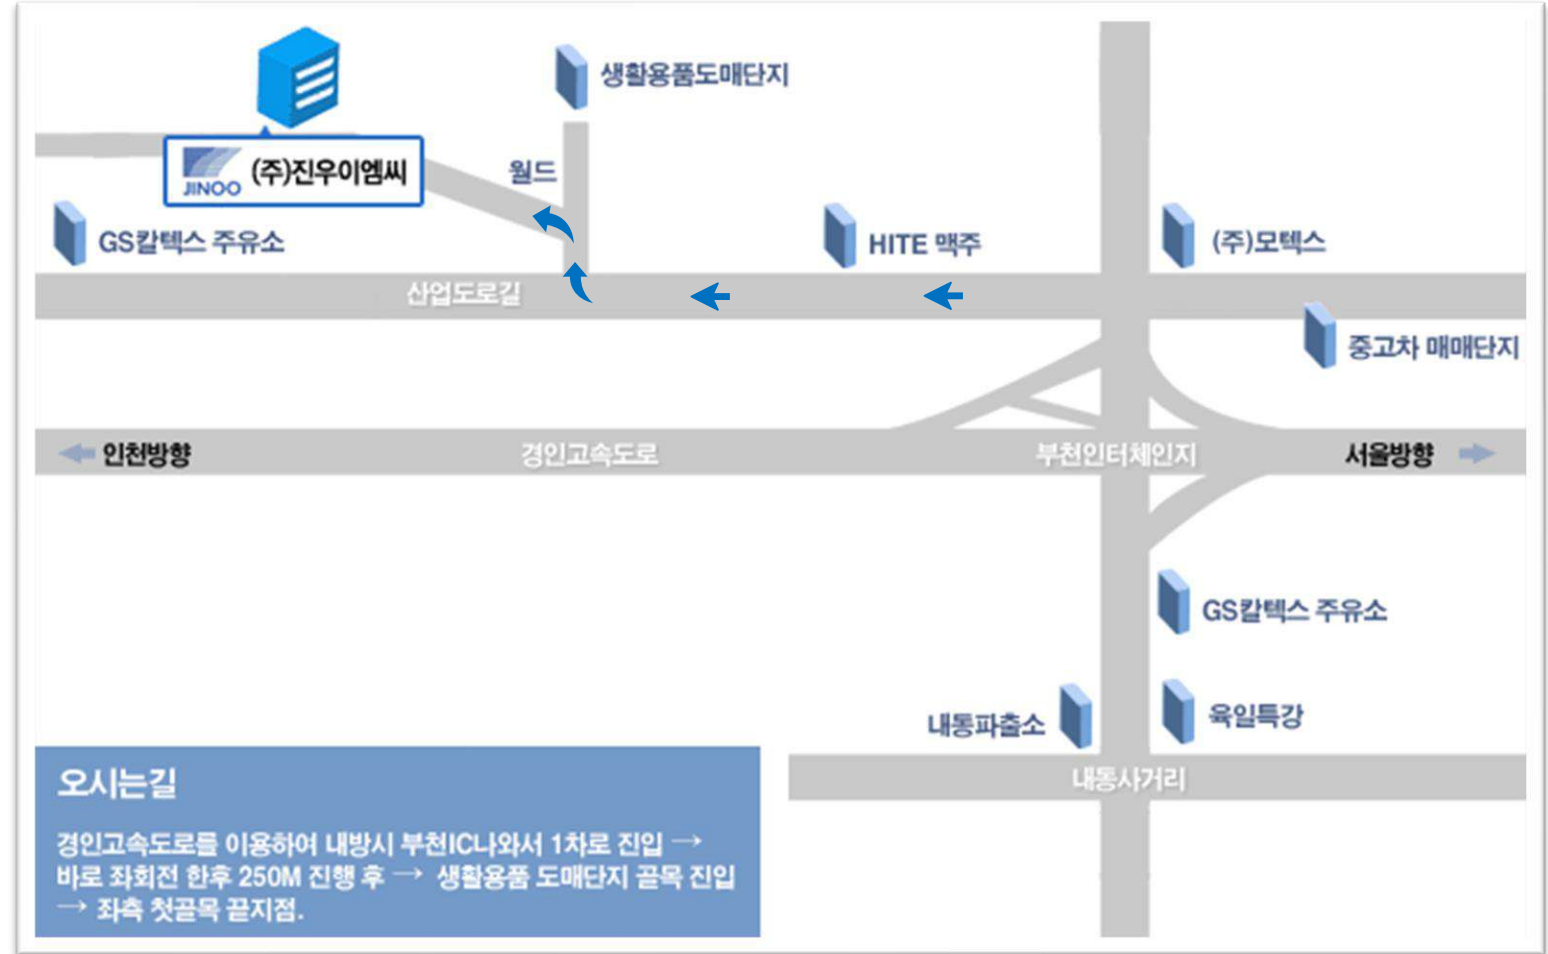 생활용품도매단지
월드
JINOO (주)진우이엠씨
GS칼텍스 주유소
HITE 맥주
(주)모텍스
산업도로길
중고차 매매단지
인천방향
경인고속도로
부천인터체인지
서울방향
GS칼텍스 주유소
내동파출소
육일특강
내동사거리
오시는길
경인고속도로를 이용하여 내방시 부천IC나와서 1차로 진입 →
바로 좌회전 한후 250M 진행 후 → 생활용품 도매단지 골목 진입
→ 좌측 첫골목 끝지점.